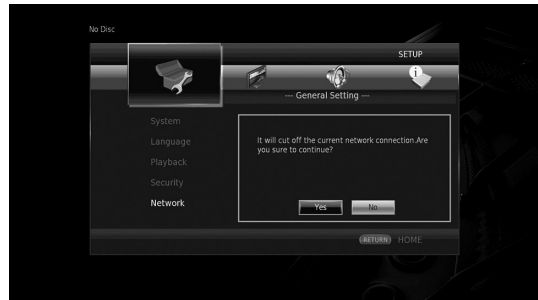 No Disc
SETUP
--- General Setting ---
System
Language
Playback
Security
Network
It will cut off the current network connection.Are
you sure to continue?
Yes
No
RETURN HOME